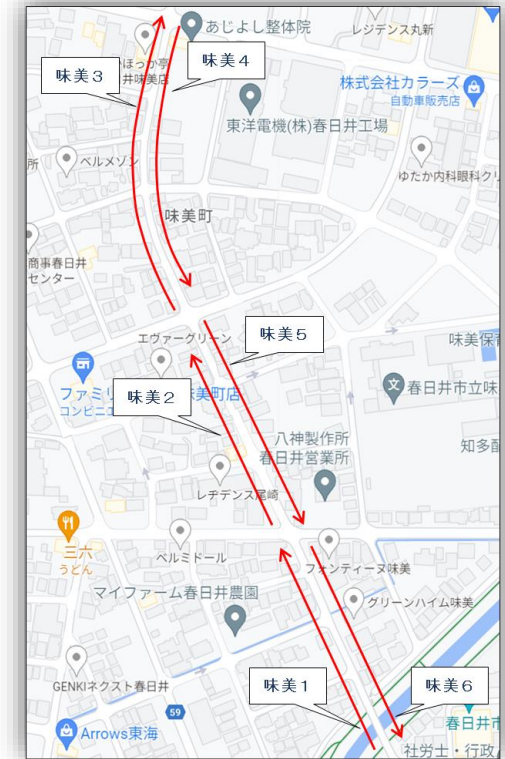 あじよし整体院
レジデンス丸新
味美3
味美4
ほっか亭
井味美店
株式会社カラーズ
自動車販売店
東洋電機(株)春日井工場
所
ベルメゾン
ゆたか内科眼科クリ
味美町
商事春日井
センター
エヴァーグリーン
味美5
味美保育
ファミリ
コンビニエ
味美2
美町店
文
春日井市立味
八神製作所
春日井営業所
知多
レヂデンス尾崎
三六
うどん
ベルミドール
フォンティーヌ味美
マイファーム春日井農園
グリーンハイム味美
GENKIネクスト春日井
味美1
味美6
59
春日井市
Arrows東海
社労士・行政